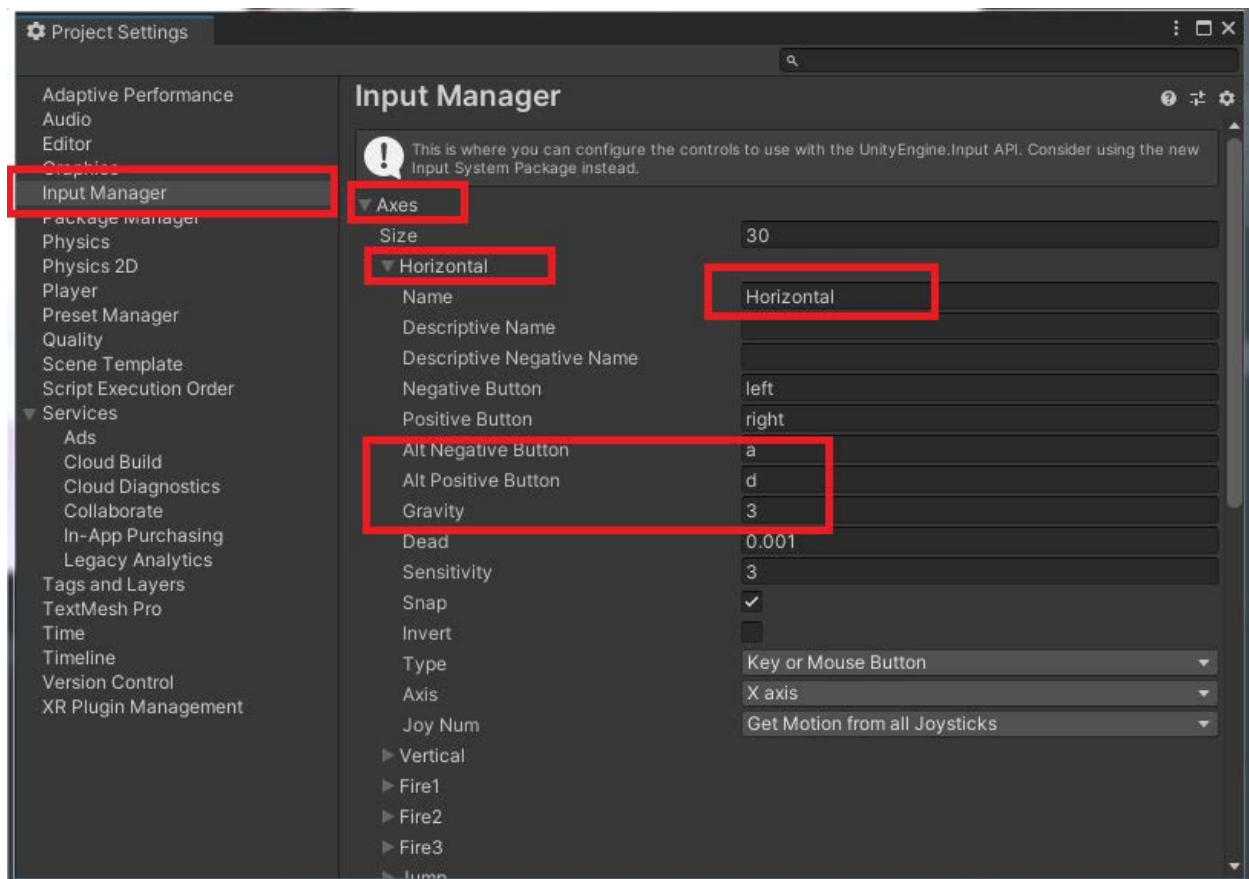 Project Settings
Adaptive Performance
Audio
Editor
Graphics
Input Manager
Package Manager
Physics
Physics 2D
Player
Preset Manager
Quality
Scene Template
Script Execution Order
Services
Ads
Cloud Build
Cloud Diagnostics
Collaborate
In-App Purchasing
Legacy Analytics
Tags and Layers
TextMesh Pro
Time
Timeline
Version Control
XR Plugin Management
Input Manager
This is where you can configure the controls to use with the UnityEngine.Input API. Consider using the new
Input System Package instead.
Axes
Size 30
Horizontal
Name Horizontal
Descriptive Name
Descriptive Negative Name
Negative Button left
Positive Button right
Alt Negative Button a
Alt Positive Button d
Gravity 3
Dead 0.001
Sensitivity 3
Snap
Invert
Type Key or Mouse Button
Axis X axis
Joy Num Get Motion from all Joysticks
Vertical
Fire1
Fire2
Fire3
Jump